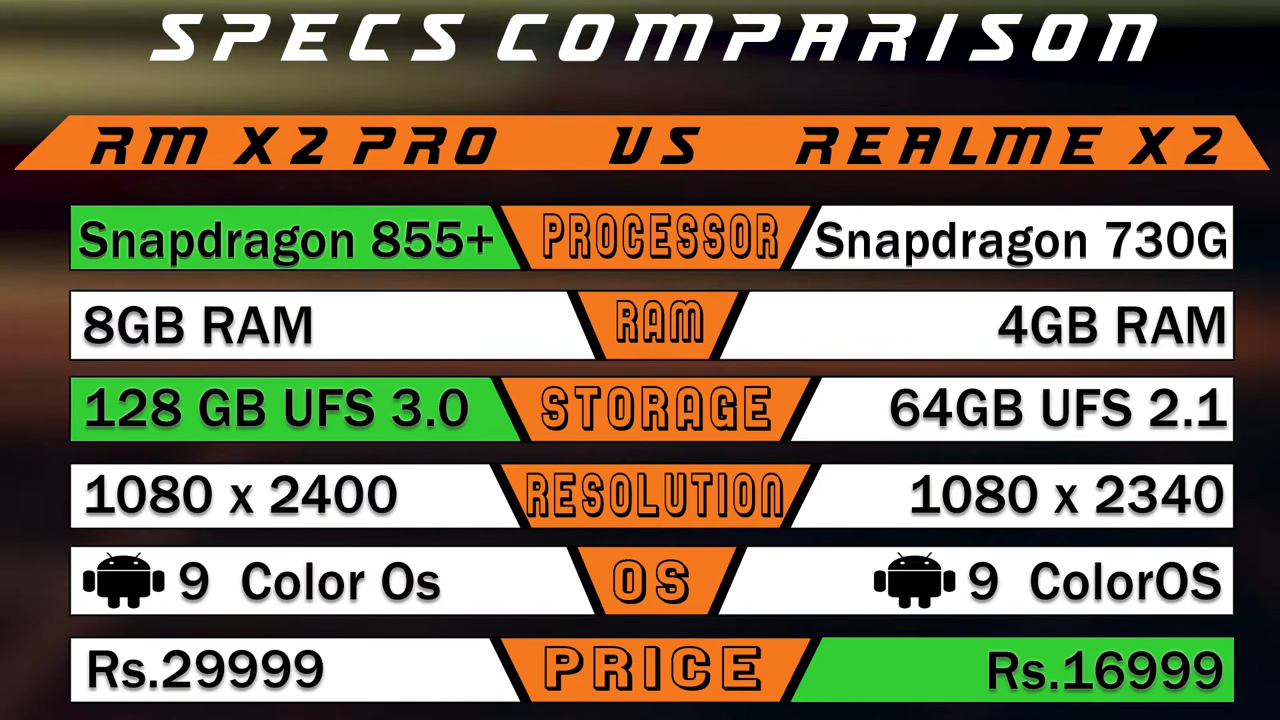 SPECS COMPARISON
RM X2 PRO VS REALME X2
Snapdragon 855+ PROCESSOR Snapdragon 730G
8GB RAM RAM 4GB RAM
128 GB UFS 3.0 STORAGE 64GB UFS 2.1
1080 x 2400 RESOLUTION 1080 x 2340
9 Color Os OS 9 ColorOS
Rs.29999 PRICE Rs.16999